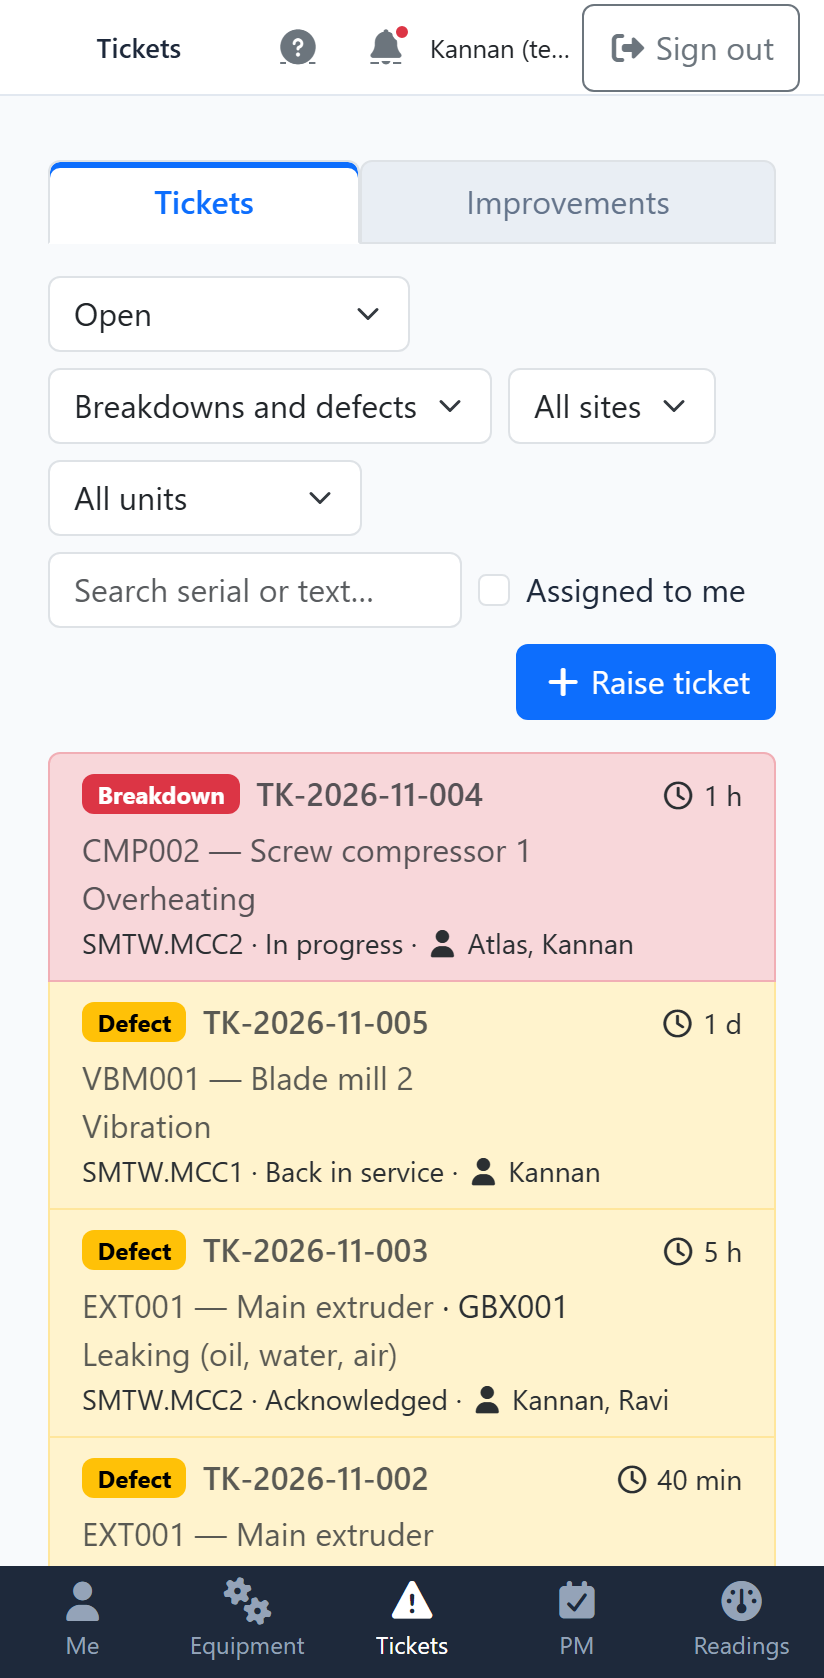 Tickets
Kannan (te...
Sign out
Tickets
Improvements
Open
Breakdowns and defects
All sites
All units
Search serial or text...
Assigned to me
Raise ticket
Breakdown TK-2026-11-004 1 h
CMP002 — Screw compressor 1
Overheating
SMTW.MCC2 · In progress · Atlas, Kannan
Defect TK-2026-11-005 1 d
VBM001 — Blade mill 2
Vibration
SMTW.MCC1 · Back in service · Kannan
Defect TK-2026-11-003 5 h
EXT001 — Main extruder · GBX001
Leaking (oil, water, air)
SMTW.MCC2 · Acknowledged · Kannan, Ravi
Defect TK-2026-11-002 40 min
EXT001 — Main extruder
Me
Equipment
Tickets
PM
Readings